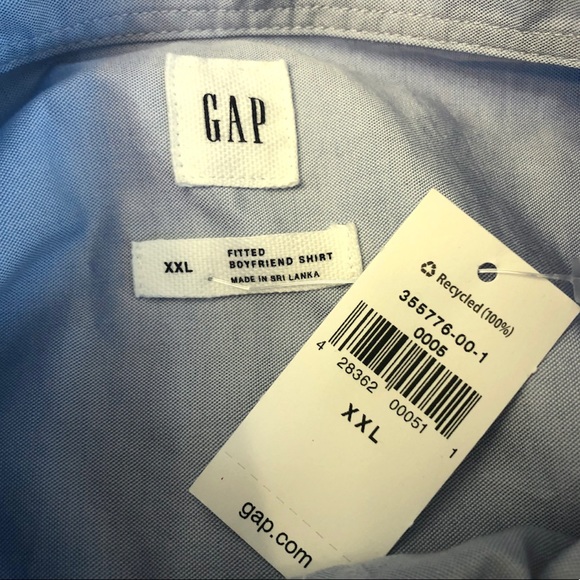 GAP
XXL
FITTED
BOYFRIEND SHIRT
MADE IN SRI LANKA
Recycled (100%)
355776-00-1
0005
4 28362 00051 1
XXL
gap.com